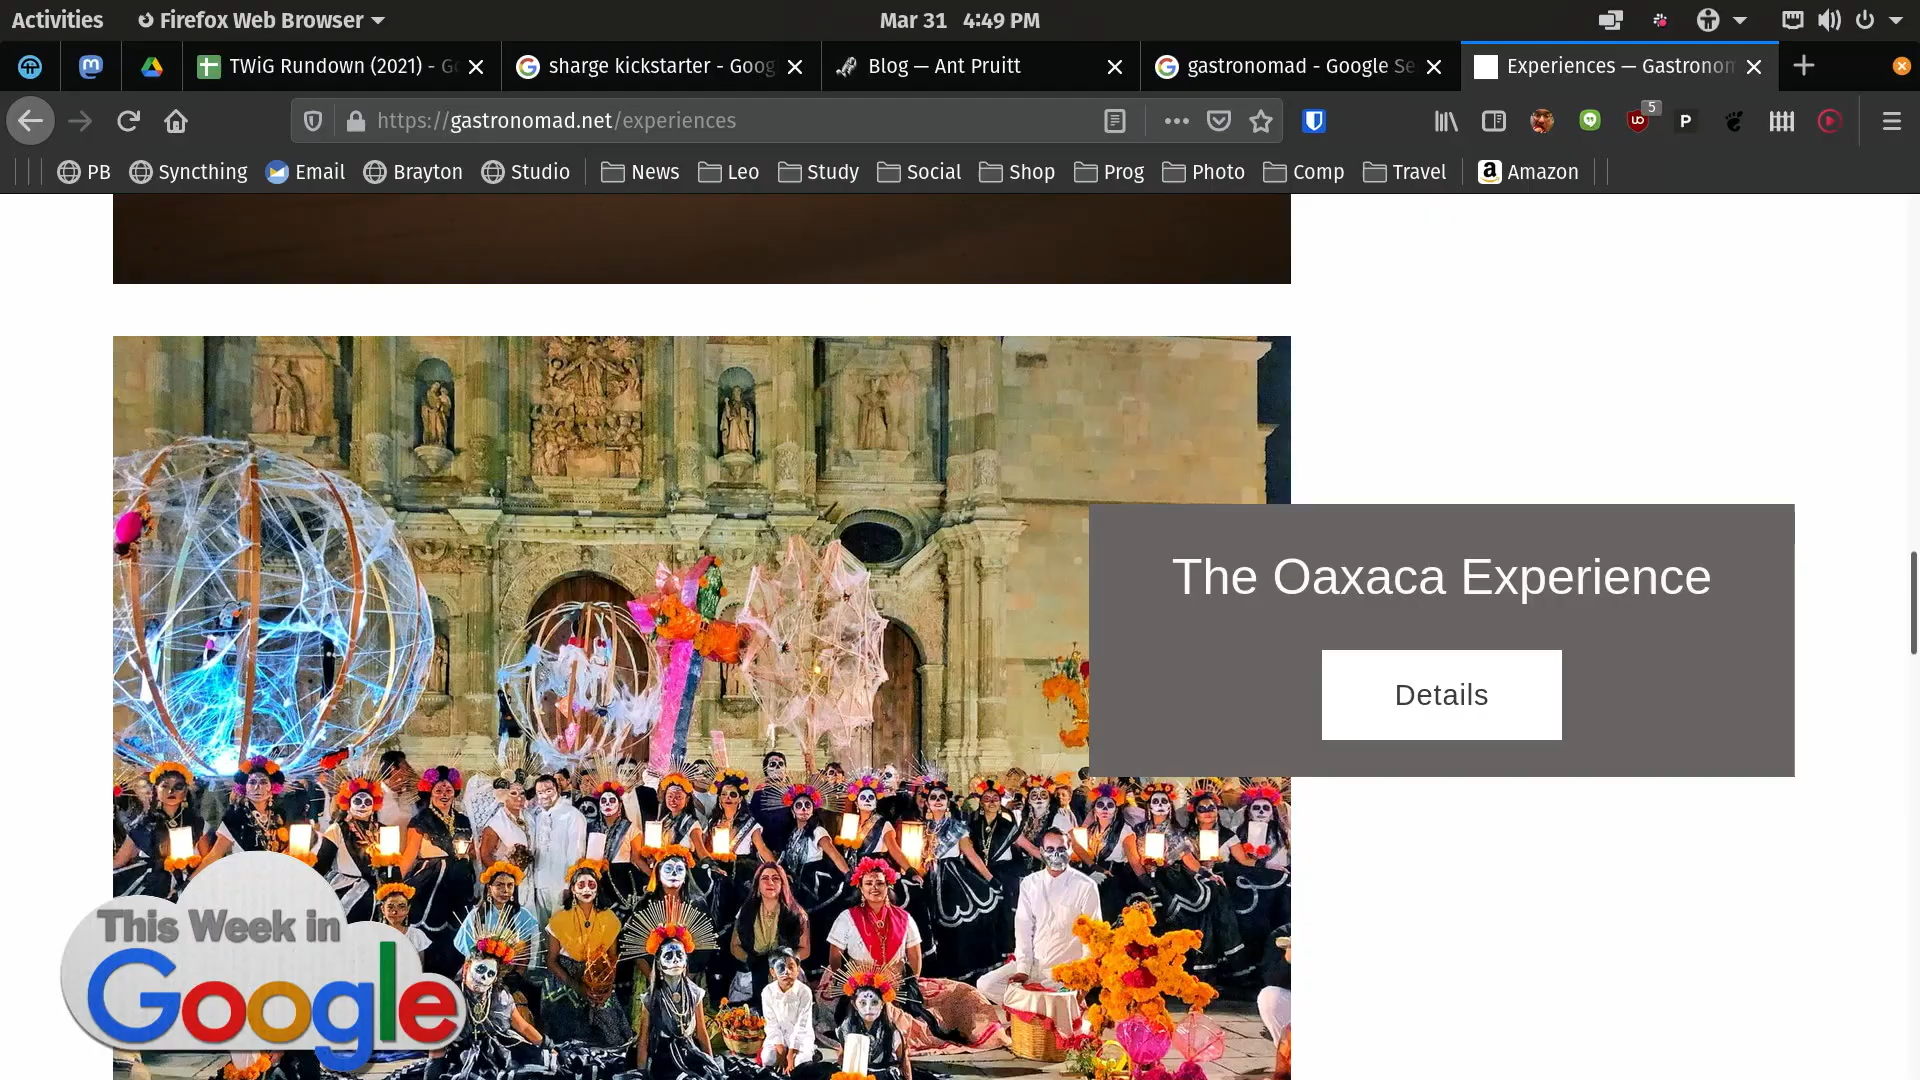 Activities
Firefox Web Browser
Mar 31 4:49 PM
TWiG Rundown (2021) - G
sharge kickstarter - Goog
Blog — Ant Pruitt
gastronomad - Google Se
Experiences — Gastronom
https://gastronomad.net/experiences
5
PB
Syncthing
Email
Brayton
Studio
News
Leo
Study
Social
Shop
Prog
Photo
Comp
Travel
Amazon
The Oaxaca Experience
Details
This Week in
Google